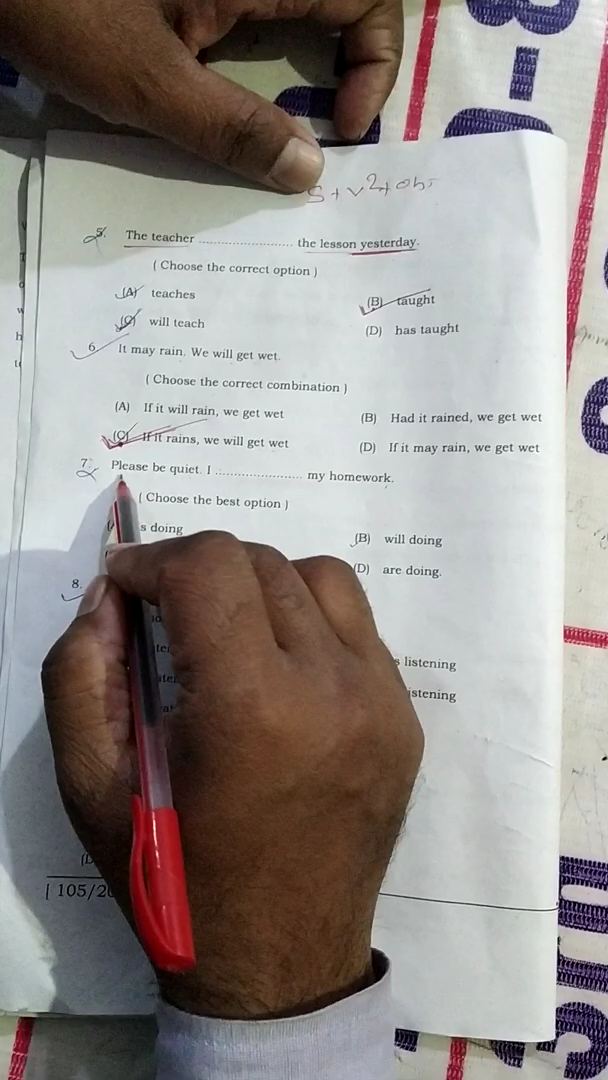 S + v2 + obj
5. The teacher ........................... the lesson yesterday.
( Choose the correct option )
(A) teaches
(B) taught
(C) will teach
(D) has taught
6. It may rain. We will get wet.
( Choose the correct combination )
(A) If it will rain, we get wet
(B) Had it rained, we get wet
(C) If it rains, we will get wet
(D) If it may rain, we get wet
7. Please be quiet. I ......................... my homework.
( Choose the best option )
s doing
(B) will doing
(D) are doing.
8.
s listening
istening
[ 105/20